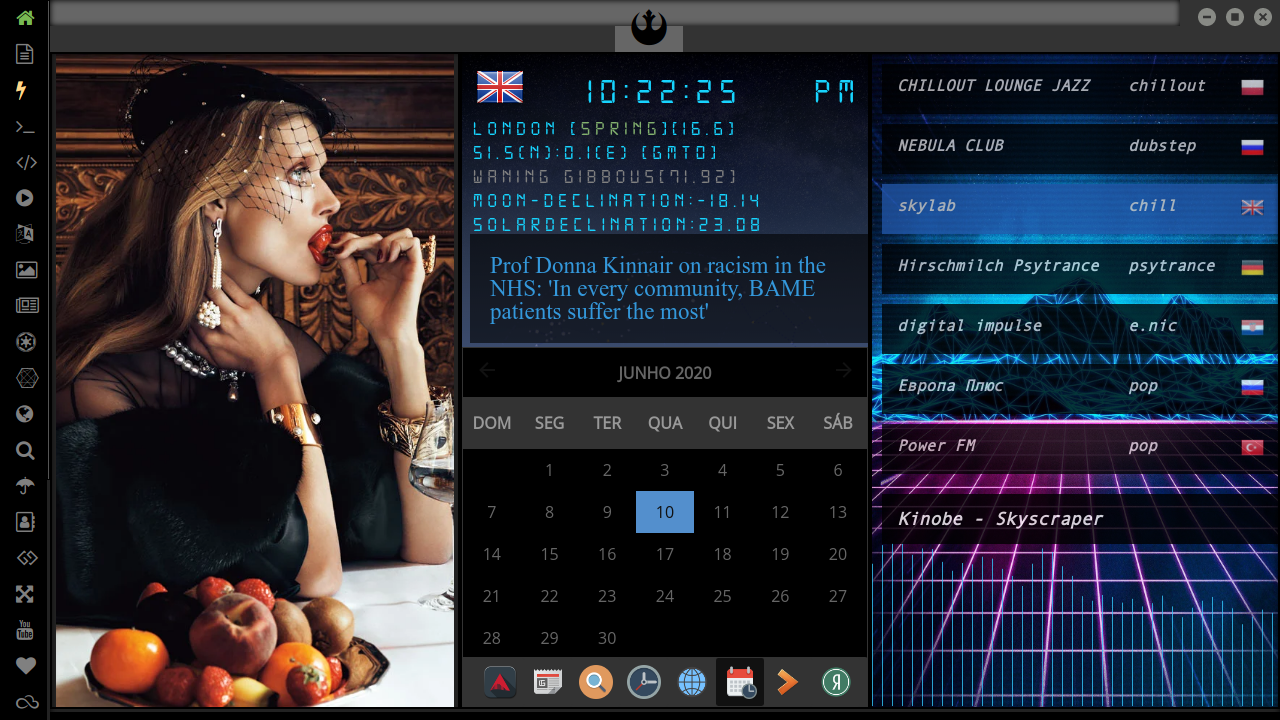 10:22:25 PM
LONDON (SPRING)[16.6]
51.5(N):0.1(E) (GMT0)
WANING GIBBOUS[71.92]
MOON-DECLINATION:-18.14
SOLARDECLINATION:23.08
Prof Donna Kinnair on racism in the
NHS: 'In every community, BAME
patients suffer the most'
JUNHO 2020
DOM SEG TER QUA QUI SEX SÁB
1 2 3 4 5 6
7 8 9 10 11 12 13
14 15 16 17 18 19 20
21 22 23 24 25 26 27
28 29 30
CHILLOUT LOUNGE JAZZ chillout
NEBULA CLUB dubstep
skylab chill
Hirschmilch Psytrance psytrance
digital impulse e.nic
Европа Плюс pop
Power FM pop
Kinobe - Skyscraper
You
Tube
Я